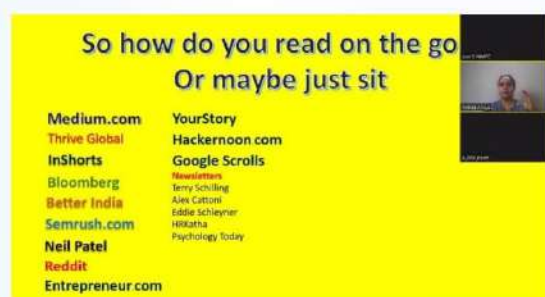 So how do you read on the go
Or maybe just sit
Medium.com
Thrive Global
InShorts
Bloomberg
Better India
Semrush.com
Neil Patel
Reddit
Entrepreneur.com
YourStory
Hackernoon.com
Google Scrolls
Newsletters
Terry Schilling
Alex Cattoni
Eddie Schleyner
HRKatha
Psychology Today